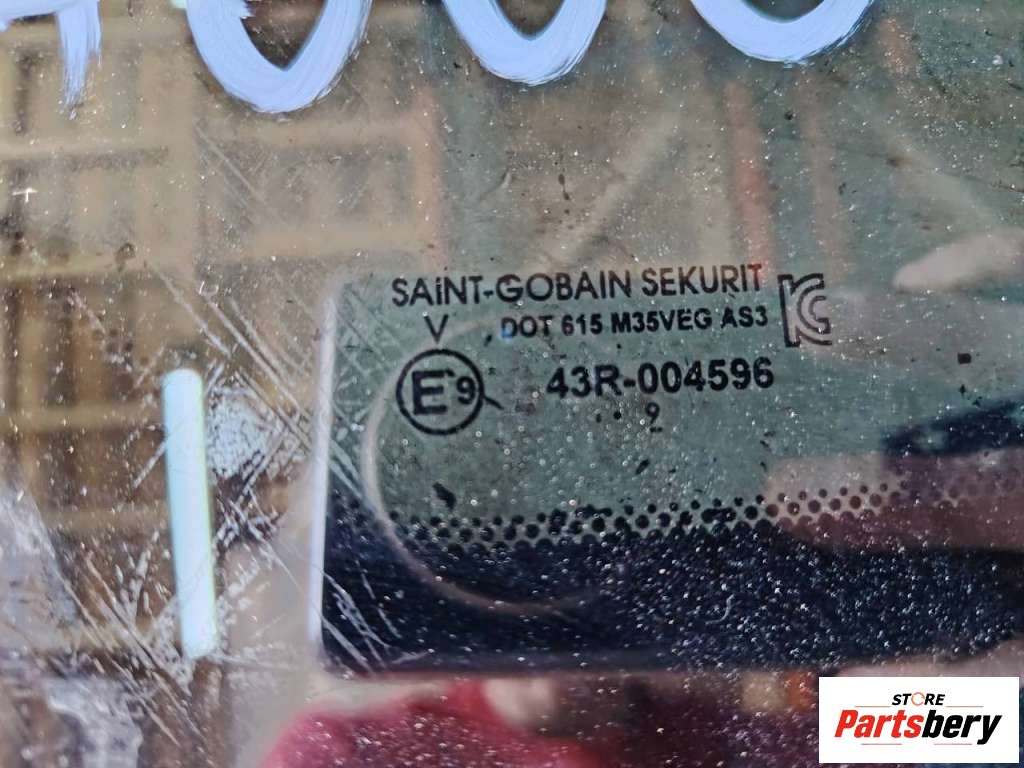 SAINT-GOBAIN SEKURIT
V DOT 615 M35VEG AS3
E9 43R-004596
9
STORE
Partsbery